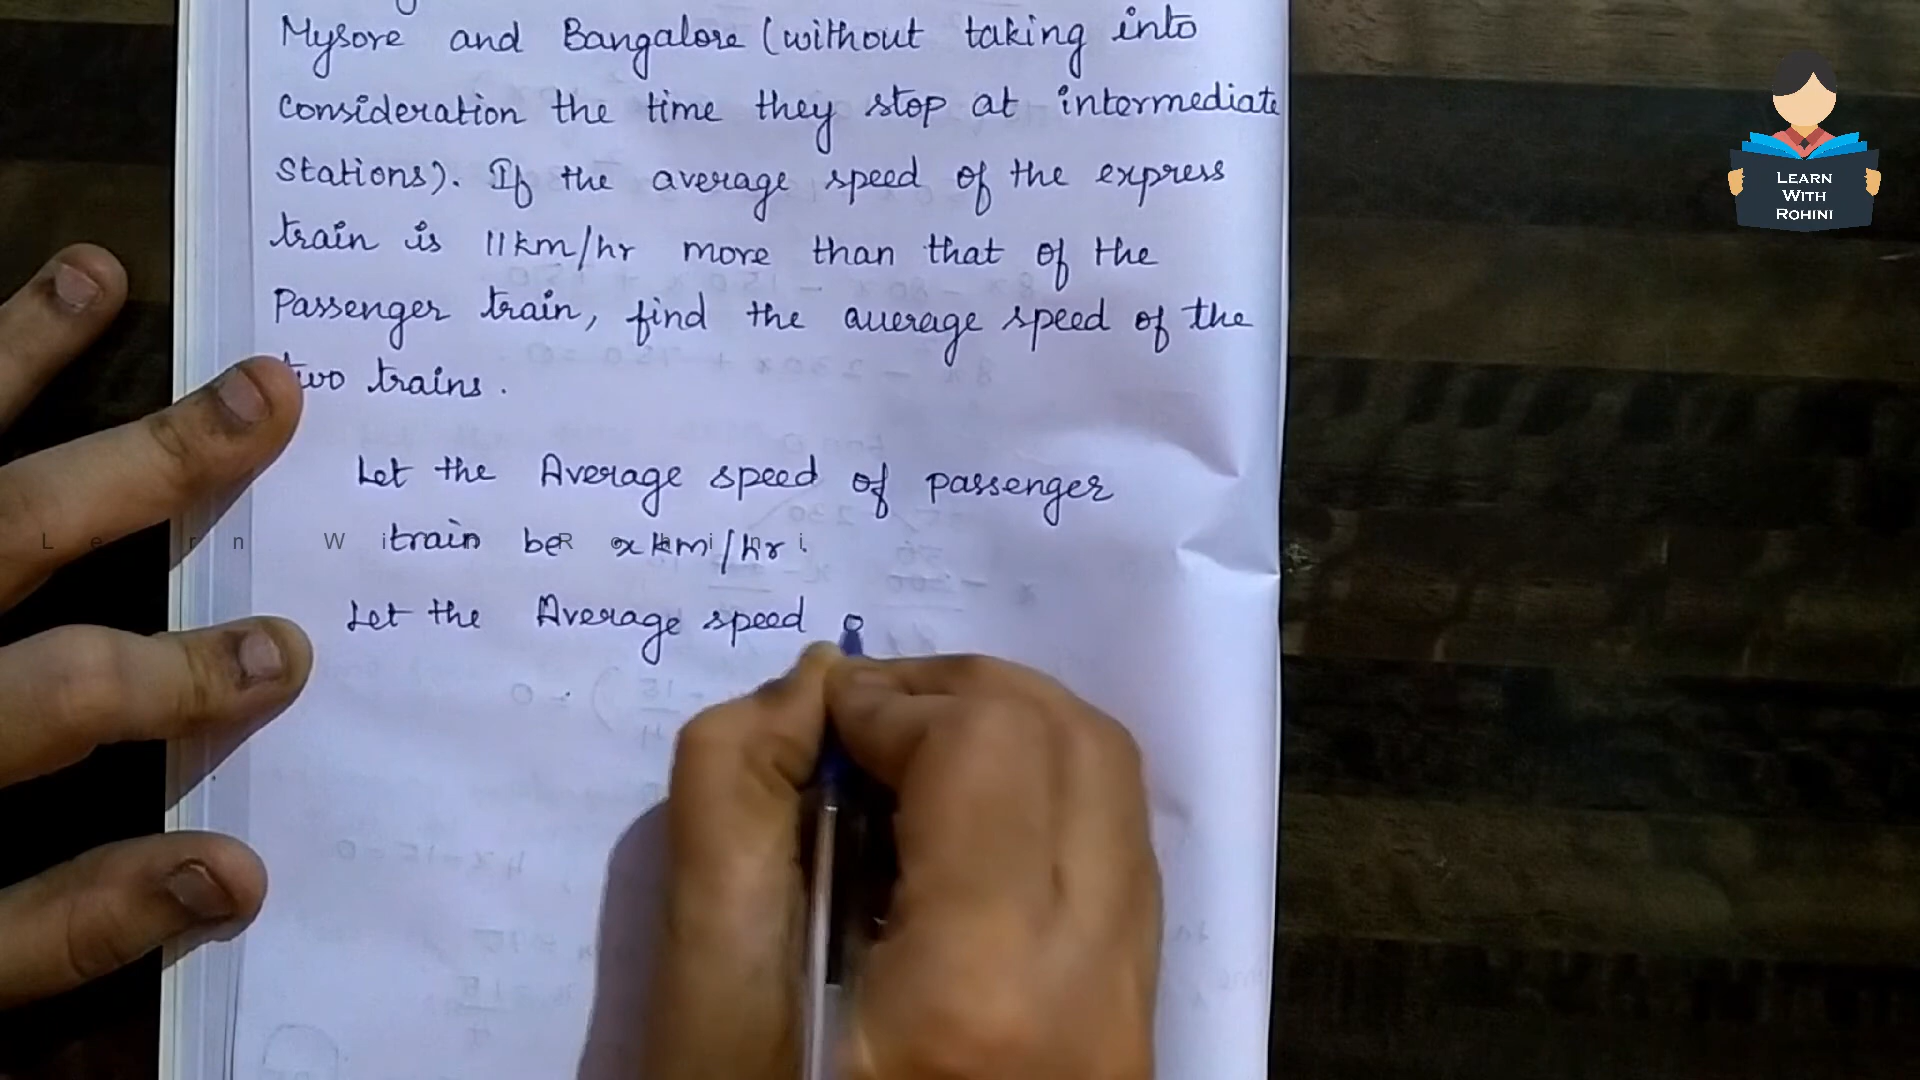 Mysore and Bangalore (without taking into
consideration the time they stop at intermediate
Stations). If the average speed of the express
train is 11km/hr more than that of the
Passenger train, find the average speed of the
two trains.
Let the Average speed of passenger
train be x km/hr.
Let the Average speed o
LEARN
WITH
ROHINI
Learn Wi R o h i n i